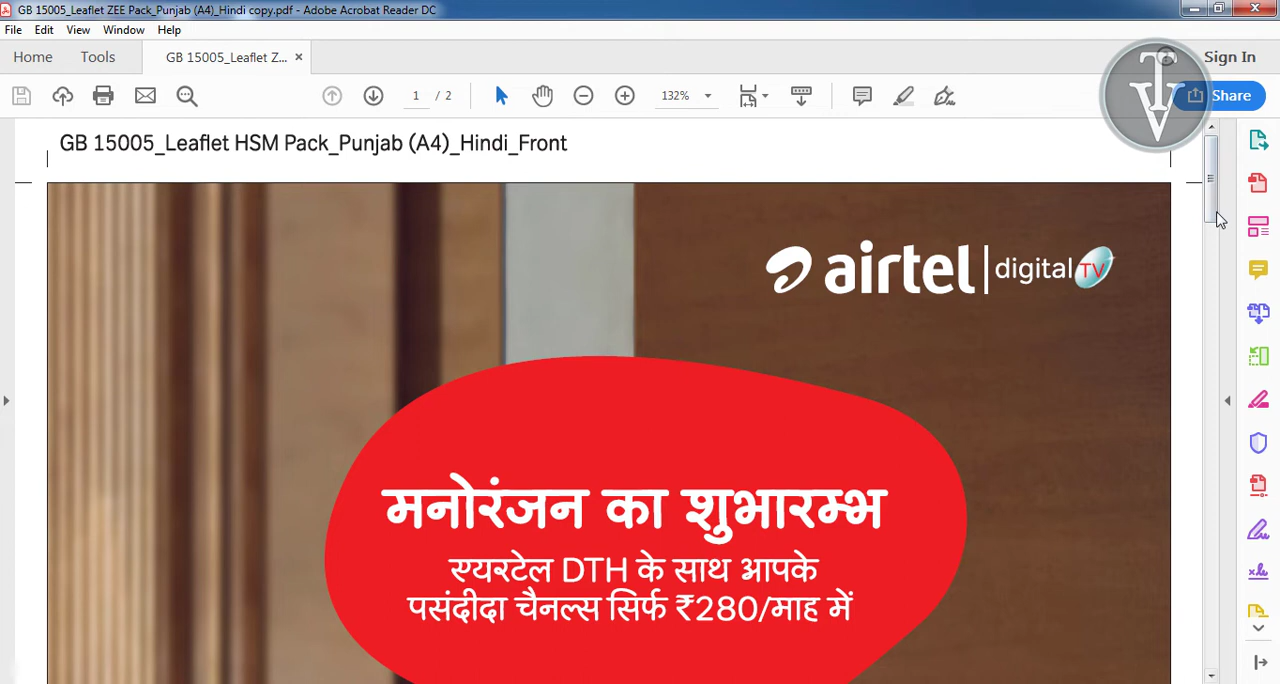 GB 15005_Leaflet ZEE Pack_Punjab (A4)_Hindi copy.pdf - Adobe Acrobat Reader DC
File Edit View Window Help
Home Tools GB 15005_Leaflet Z... × Sign In
1 / 2 132% Share
TV
GB 15005_Leaflet HSM Pack_Punjab (A4)_Hindi_Front
airtel digital TV
मनोरंजन का शुभारम्भ
एयरटेल DTH के साथ आपके
पसंदीदा चैनल्स सिर्फ ₹280/माह में